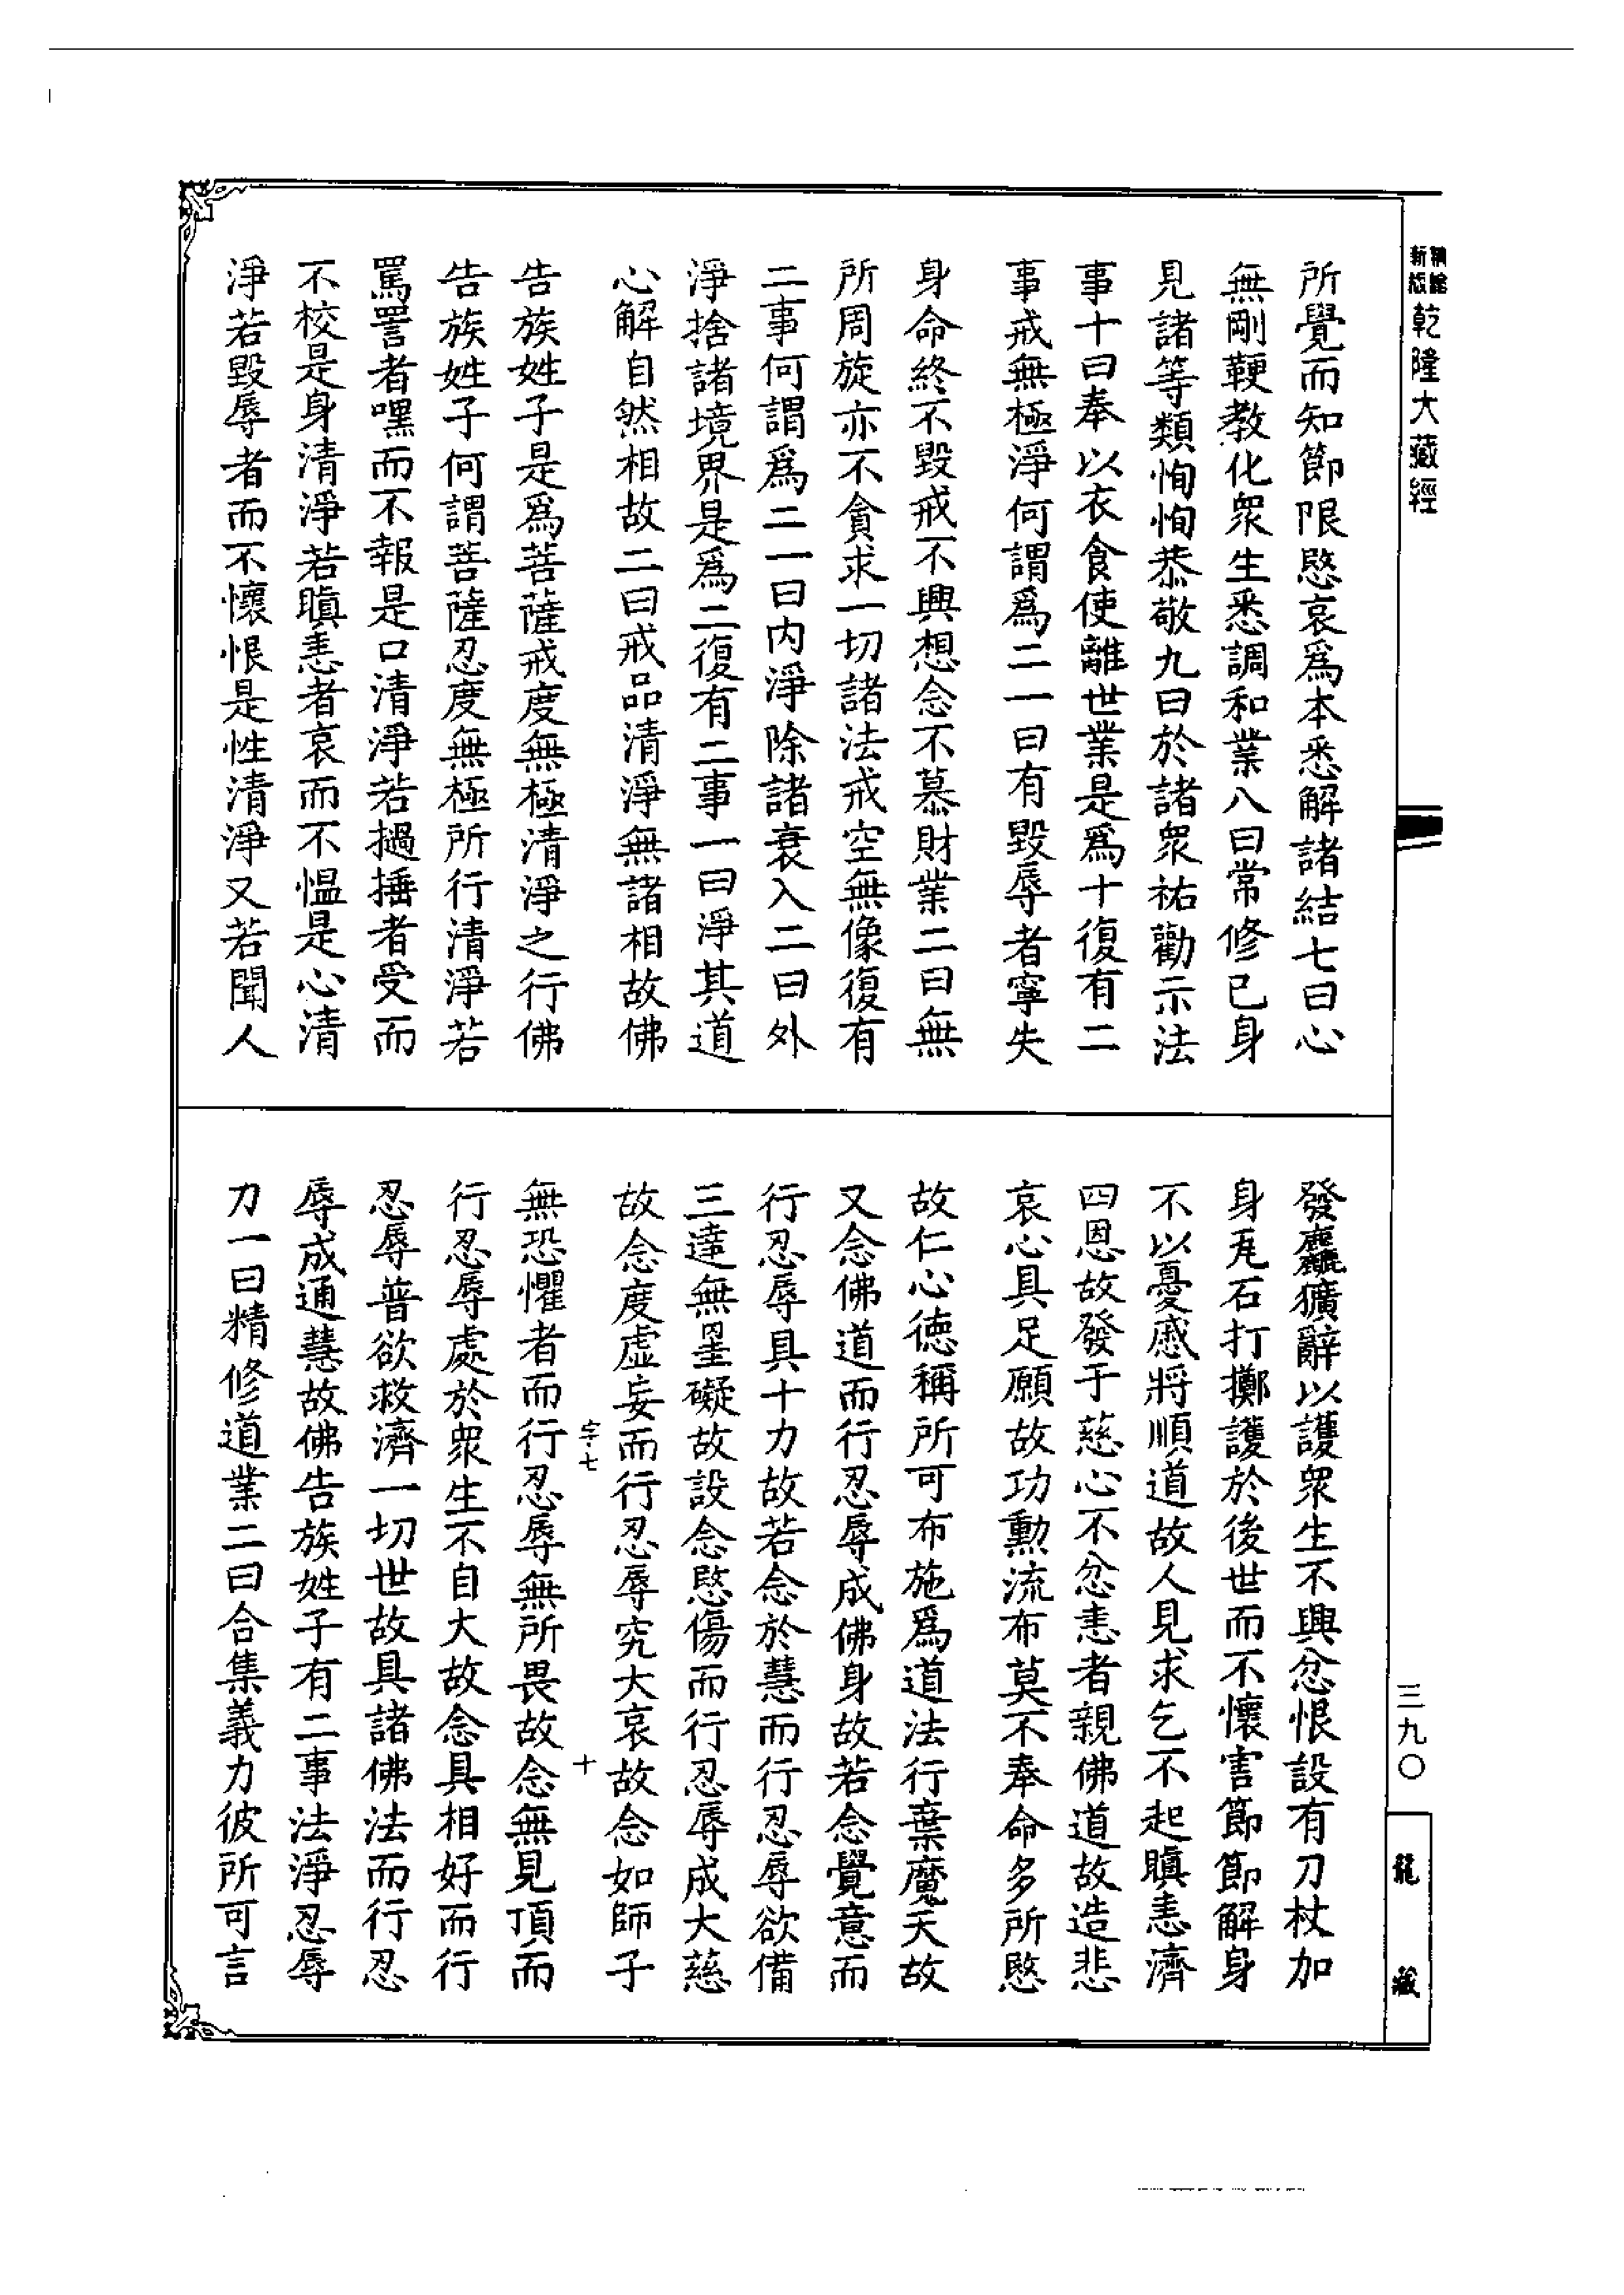 精縮
新版
乾隆大藏經
所覺而知節限愍哀爲本悉解諸結七曰心
無剛鞕教化衆生悉調和業八曰常修已身
見諸等類恂恂恭敬九曰於諸衆祐勸示法
事十曰奉以衣食使離世業是爲十復有二
事戒無極淨何謂爲二一曰有毀辱者寧失
身命終不毀戒不興想念不慕財業二曰無
所周旋亦不貪求一切諸法戒空無像復有
二事何謂爲二一曰內淨除諸衰入二曰外
淨捨諸境界是爲二復有二事一曰淨其道
心解自然相故二曰戒品清淨無諸相故佛
告族姓子是爲菩薩戒度無極清淨之行佛
告族姓子何謂菩薩忍度無極所行清淨若
罵詈者嘿而不報是口清淨若撾捶者受而
不校是身清淨若瞋恚者哀而不愠是心清
淨若毀辱者而不懷恨是性清淨又若聞人
發麤獷辭以護衆生不興忿恨設有刀杖加
身瓦石打擲護於後世而不懷害節節解身
不以憂慼將順道故人見求乞不起瞋恚濟
四恩故發于慈心不忿恚者親佛道故造悲
哀心具足願故功勳流布莫不奉命多所愍
故仁心德稱所可布施爲道法行棄魔天故
又念佛道而行忍辱成佛身故若念覺意而
行忍辱具十力故若念於慧而行忍辱欲備
三達無罣礙故設念愍傷而行忍辱成大慈
故念度虛妄而行忍辱究大哀故念如師子
無恐懼者而行忍辱無所畏故念無見頂而
行忍辱處於衆生不自大故念具相好而行
忍辱普欲救濟一切世故具諸佛法而行忍
辱成通慧故佛告族姓子有二事法淨忍辱
力一曰精修道業二曰合集義力彼所可言
字七
十
三九〇
龍藏